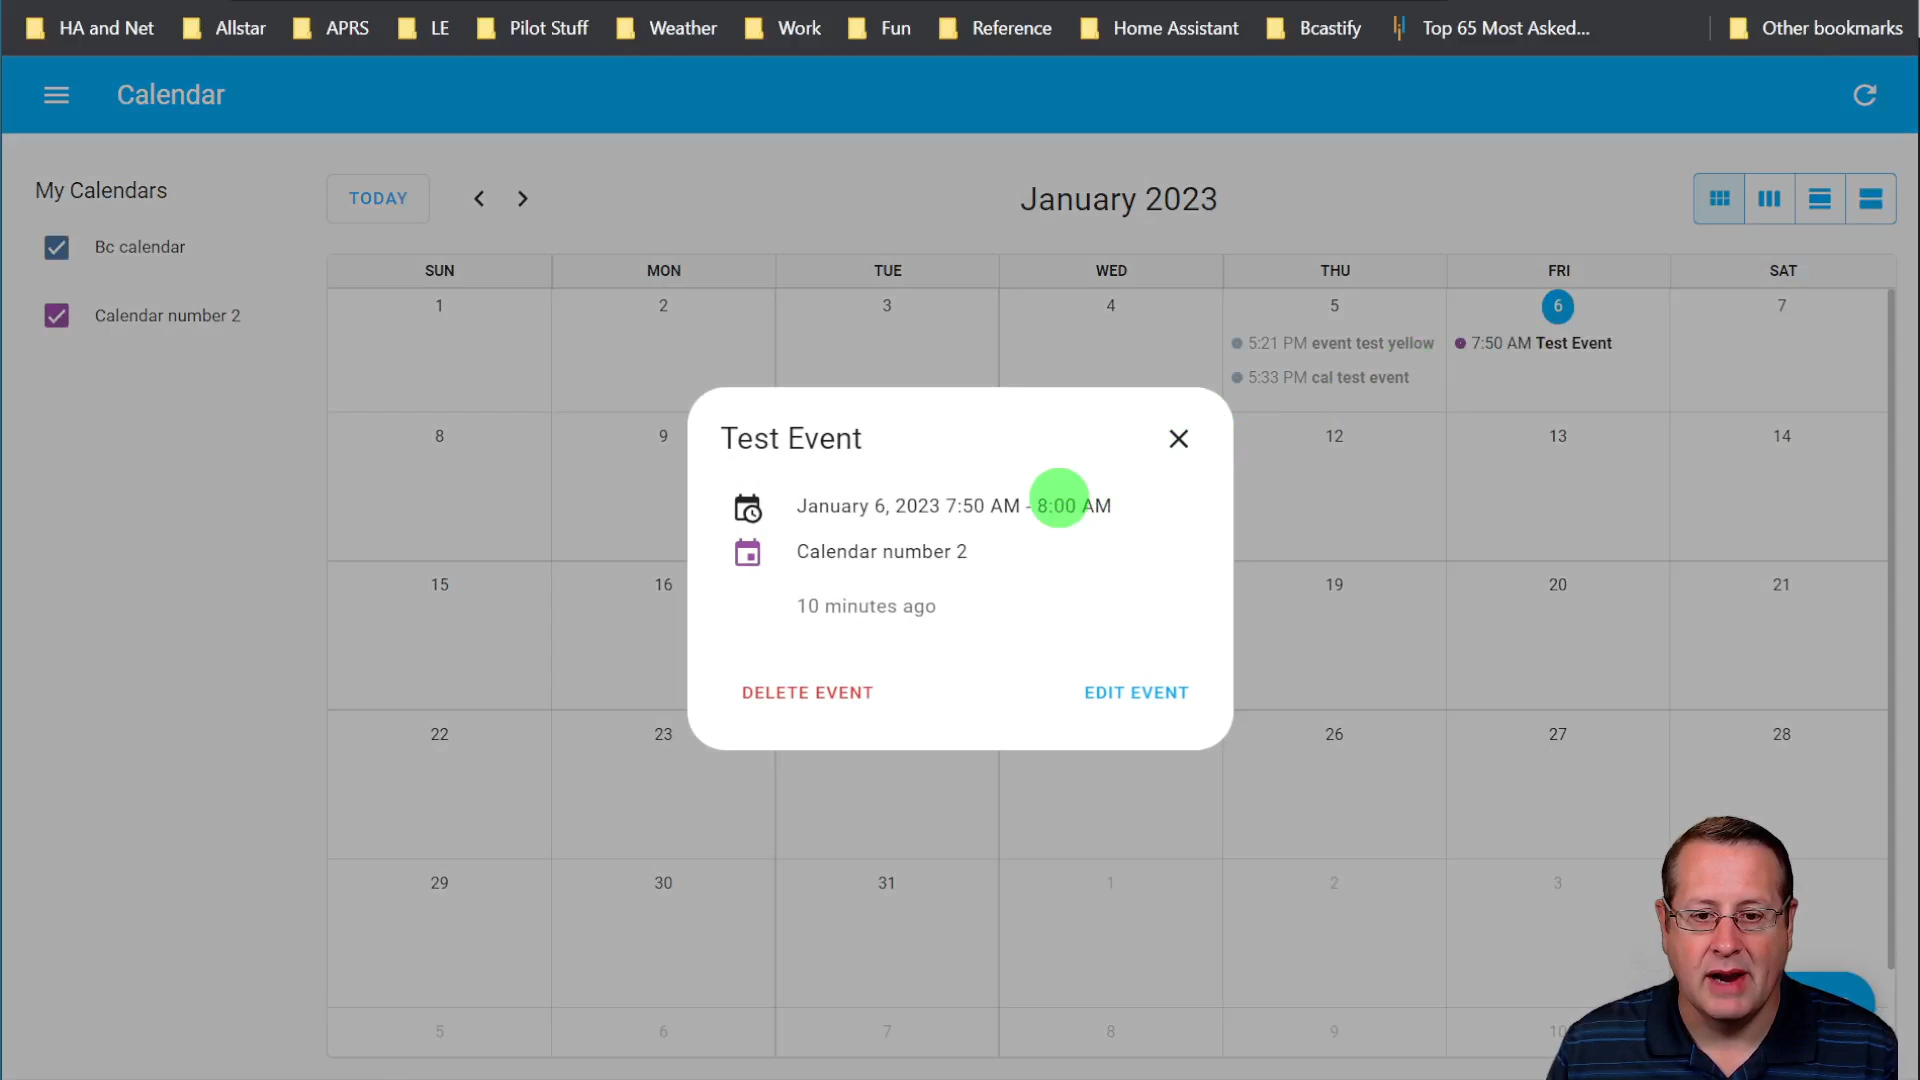 HA and Net Allstar APRS LE Pilot Stuff Weather Work Fun Reference Home Assistant Bcastify Top 65 Most Asked... Other bookmarks
Calendar
My Calendars
Bc calendar
Calendar number 2
TODAY
January 2023
SUN MON TUE WED THU FRI SAT
1 2 3 4 5 6 7
5:21 PM event test yellow
5:33 PM cal test event
7:50 AM Test Event
8 9 12 13 14
15 16 19 20 21
22 23 26 27 28
29 30 31 1 2 3
5 6 7 8 9 10
Test Event
January 6, 2023 7:50 AM - 8:00 AM
Calendar number 2
10 minutes ago
DELETE EVENT
EDIT EVENT